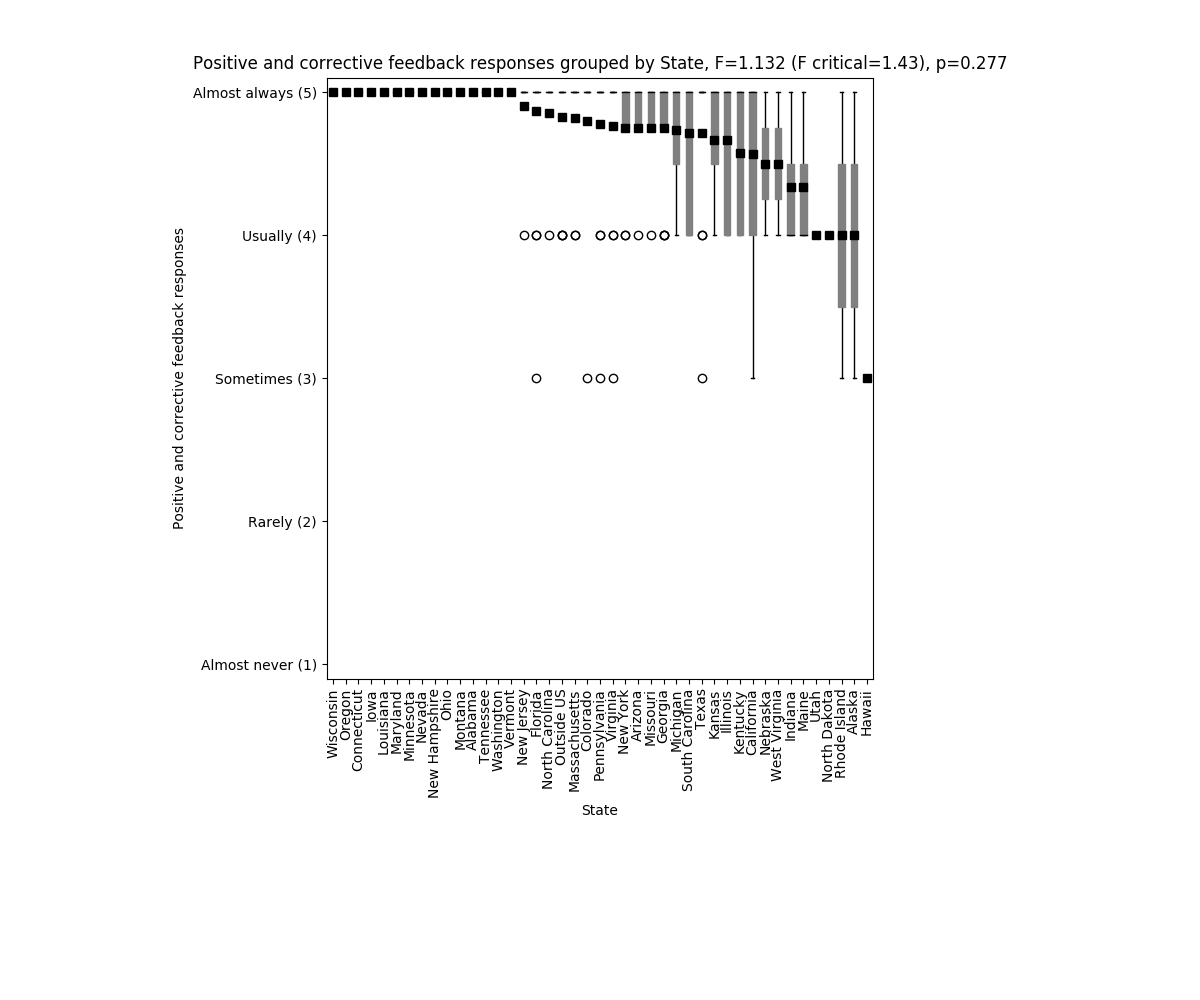 Positive and corrective feedback responses grouped by State, F=1.132 (F critical=1.43), p=0.277
Almost always (5)
Usually (4)
Sometimes (3)
Rarely (2)
Almost never (1)
Positive and corrective feedback responses
Wisconsin
Oregon
Connecticut
Iowa
Louisiana
Maryland
Minnesota
Nevada
New Hampshire
Ohio
Montana
Alabama
Tennessee
Washington
Vermont
New Jersey
Florida
North Carolina
Outside US
Massachusetts
Colorado
Pennsylvania
Virginia
New York
Arizona
Missouri
Georgia
Michigan
South Carolina
Texas
Kansas
Illinois
Kentucky
California
Nebraska
West Virginia
Indiana
Maine
Utah
North Dakota
Rhode Island
Alaska
Hawaii
State